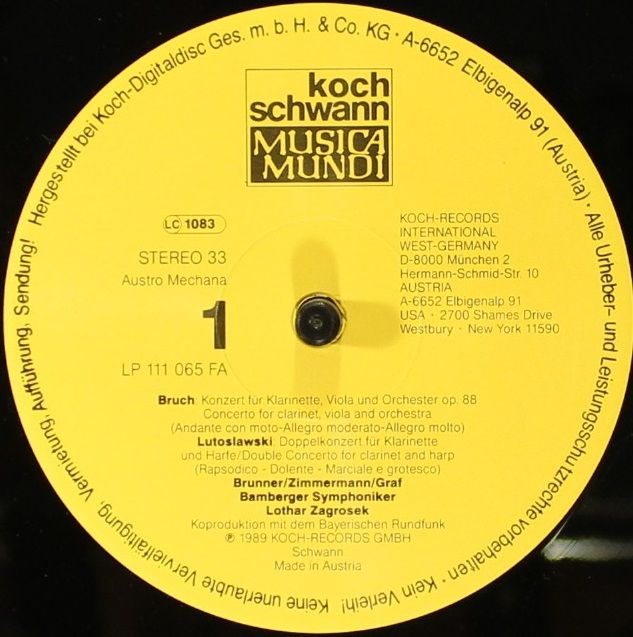 Hergestellt bei Koch-Digitaldisc Ges. m. b. H. & Co. KG · A-6652 Elbigenalp 91 (Austria) · Alle Urheber- und Leistungsschutzrechte vorbehalten · Kein Verleih! Keine unerlaubte Vervielfältigung, Vermietung, Aufführung, Sendung!
koch
schwann
MUSICA
MUNDI
LC 1083
STEREO 33
Austro Mechana
1
LP 111 065 FA
KOCH-RECORDS
INTERNATIONAL
WEST-GERMANY
D-8000 München 2
Hermann-Schmid-Str. 10
AUSTRIA
A-6652 Elbigenalp 91
USA · 2700 Shames Drive
Westbury · New York 11590
Bruch: Konzert für Klarinette, Viola und Orchester op. 88
Concerto for clarinet, viola and orchestra
(Andante con moto-Allegro moderato-Allegro molto)
Lutoslawski: Doppelkonzert für Klarinette
und Harfe/Double Concerto for clarinet and harp
(Rapsodico - Dolente - Marciale e grotesco)
Brunner/Zimmermann/Graf
Bamberger Symphoniker
Lothar Zagrosek
Koproduktion mit dem Bayerischen Rundfunk
℗ 1989 KOCH-RECORDS GMBH
Schwann
Made in Austria